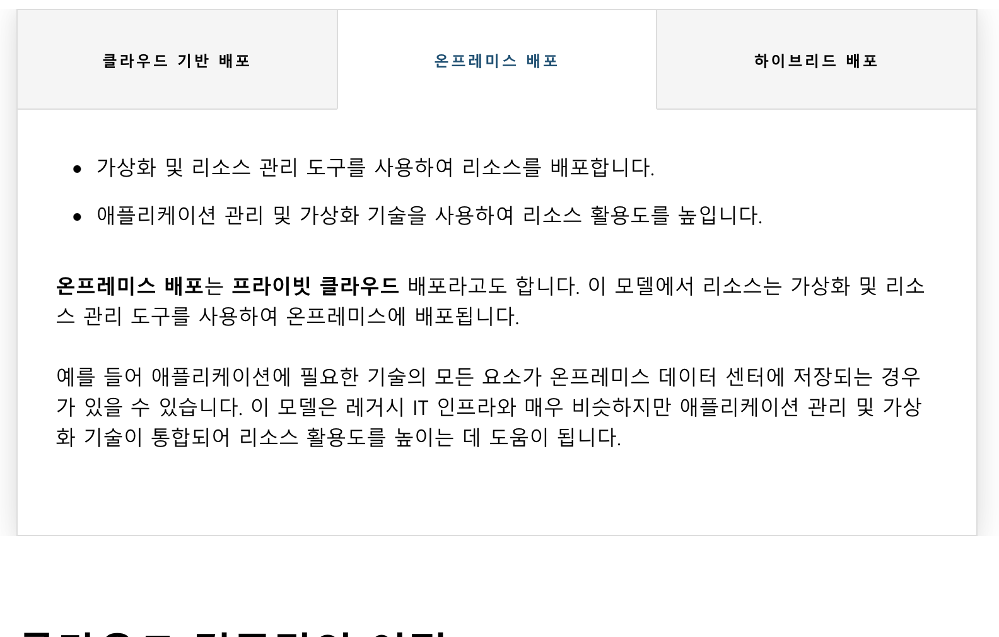 클라우드 기반 배포
온프레미스 배포
하이브리드 배포
가상화 및 리소스 관리 도구를 사용하여 리소스를 배포합니다.
애플리케이션 관리 및 가상화 기술을 사용하여 리소스 활용도를 높입니다.
온프레미스 배포는 프라이빗 클라우드 배포라고도 합니다. 이 모델에서 리소스는 가상화 및 리소
스 관리 도구를 사용하여 온프레미스에 배포됩니다.
예를 들어 애플리케이션에 필요한 기술의 모든 요소가 온프레미스 데이터 센터에 저장되는 경우
가 있을 수 있습니다. 이 모델은 레거시 IT 인프라와 매우 비슷하지만 애플리케이션 관리 및 가상
화 기술이 통합되어 리소스 활용도를 높이는 데 도움이 됩니다.